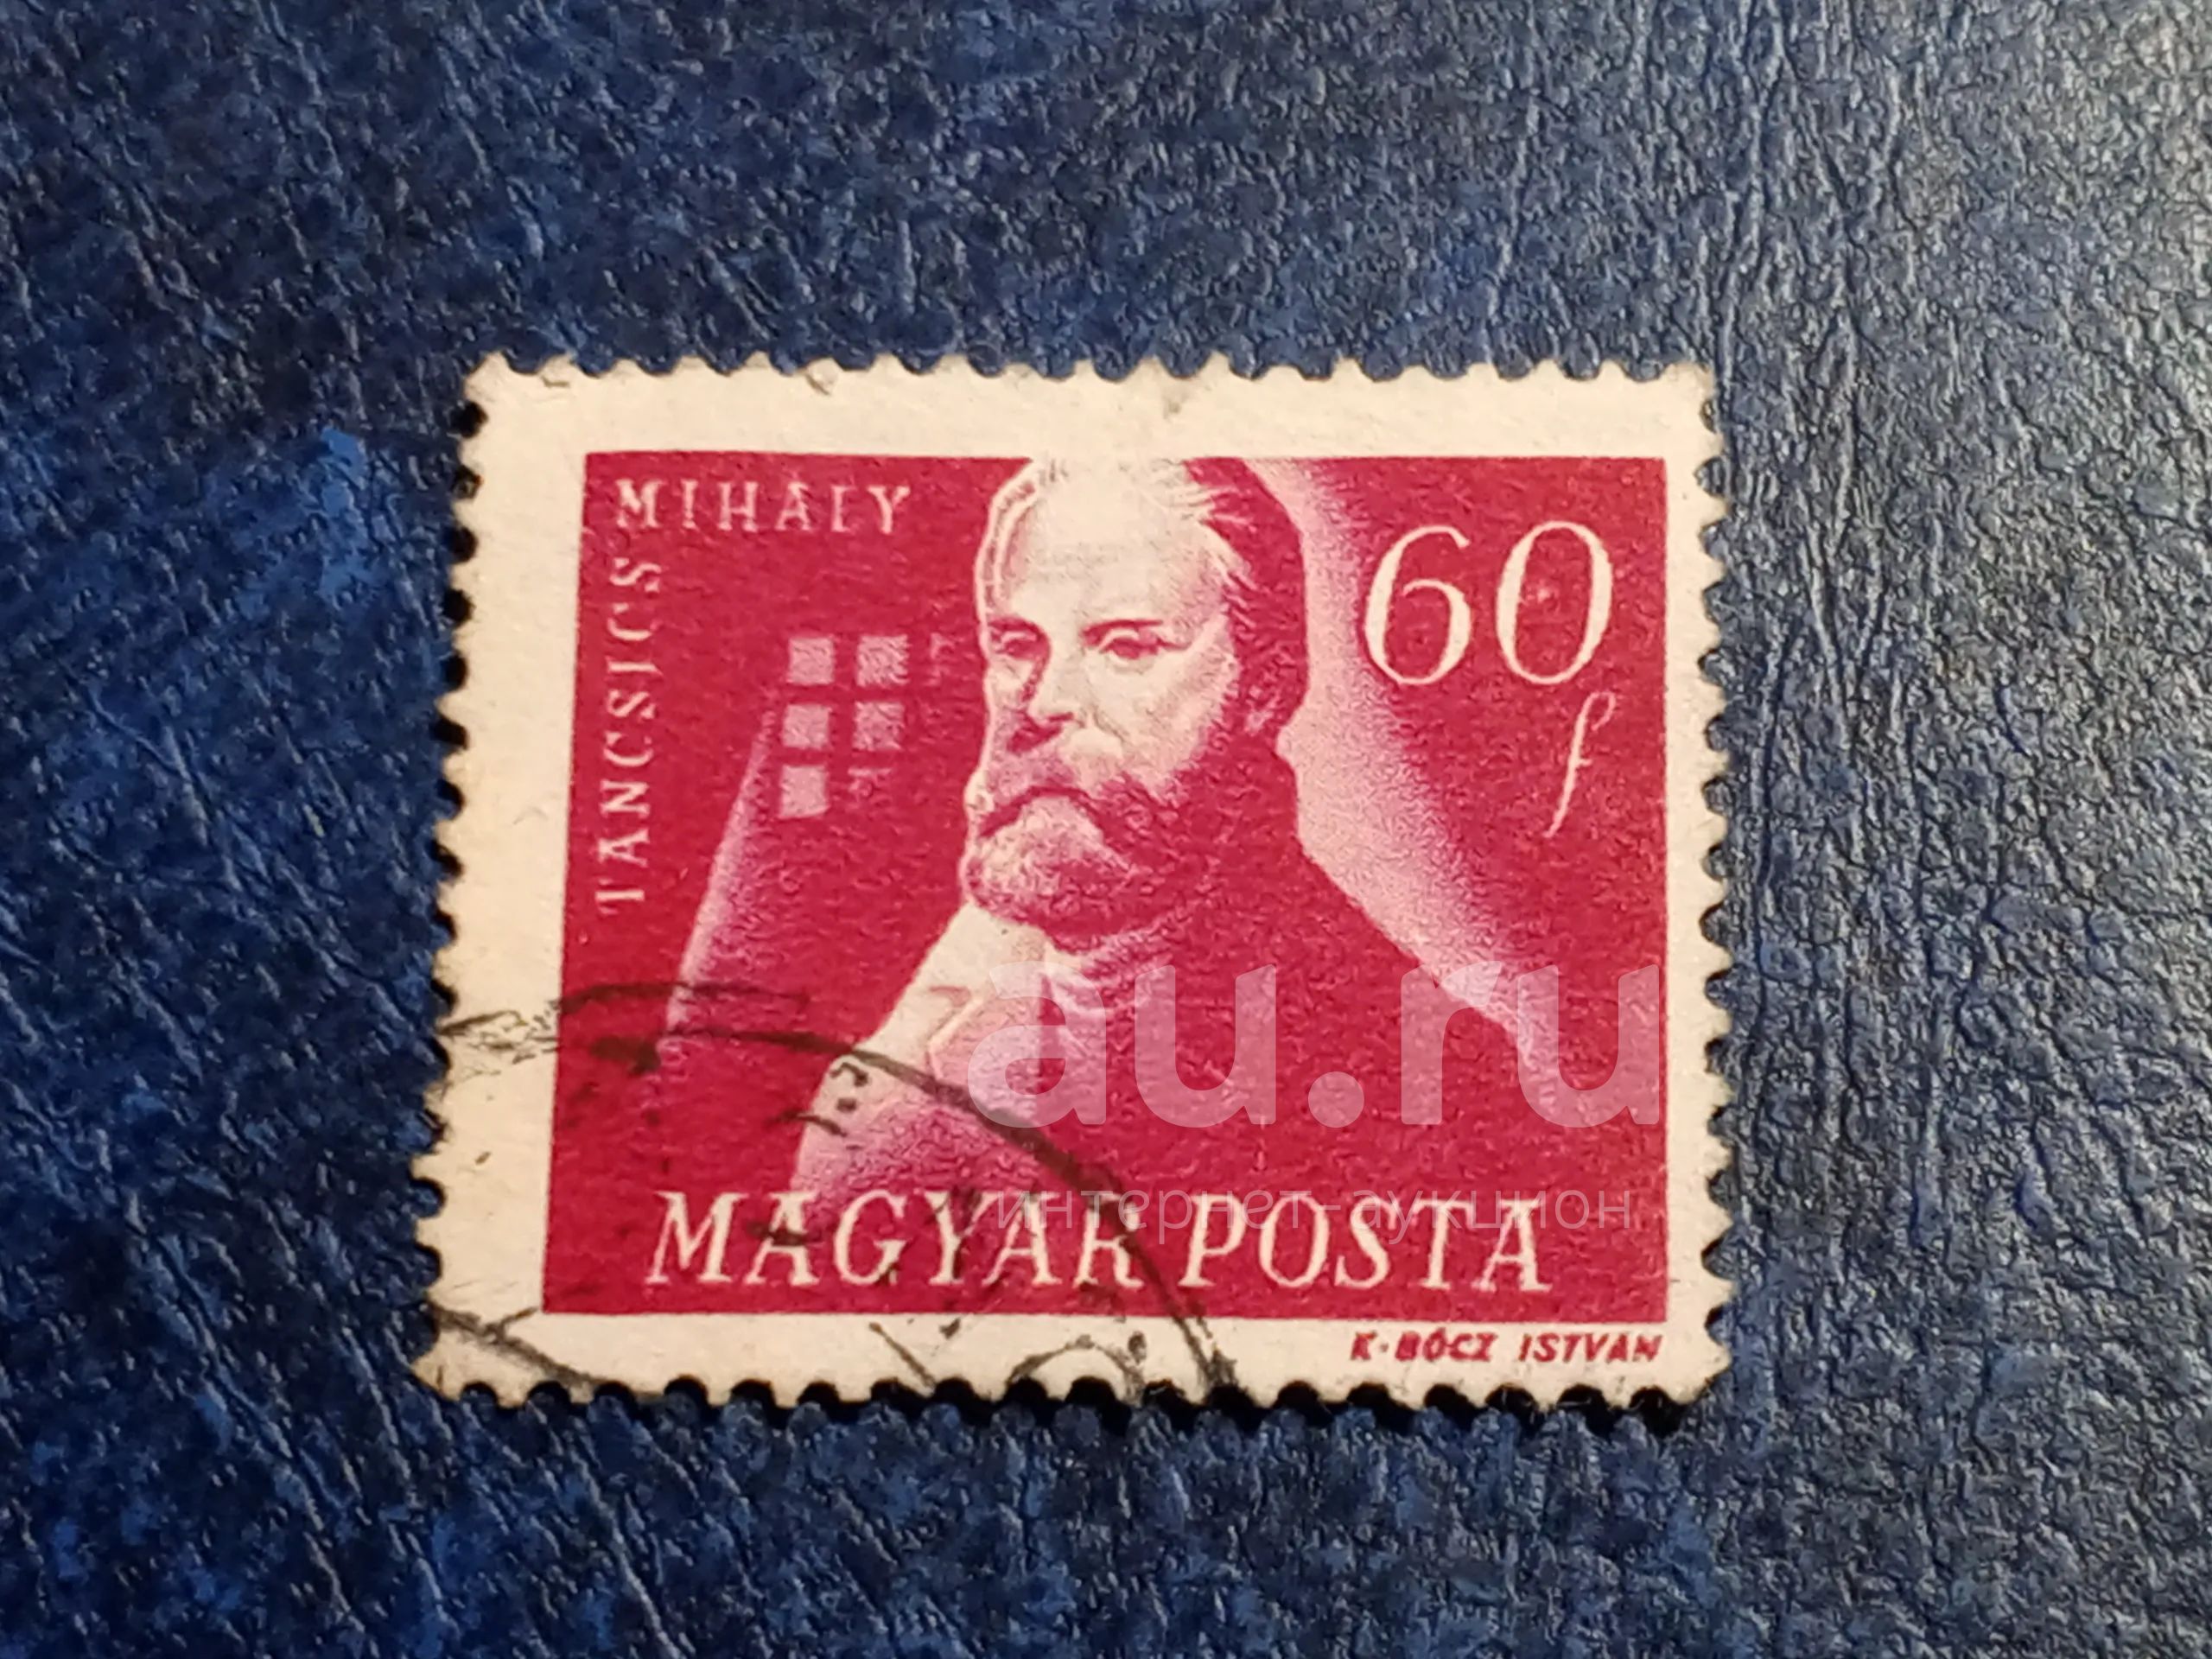 MIHÁLY
TÁNCSICS
60
f
MAGYAR POSTA
K·BÓCZ ISTVÁN
au.ru
интернет-аукцион